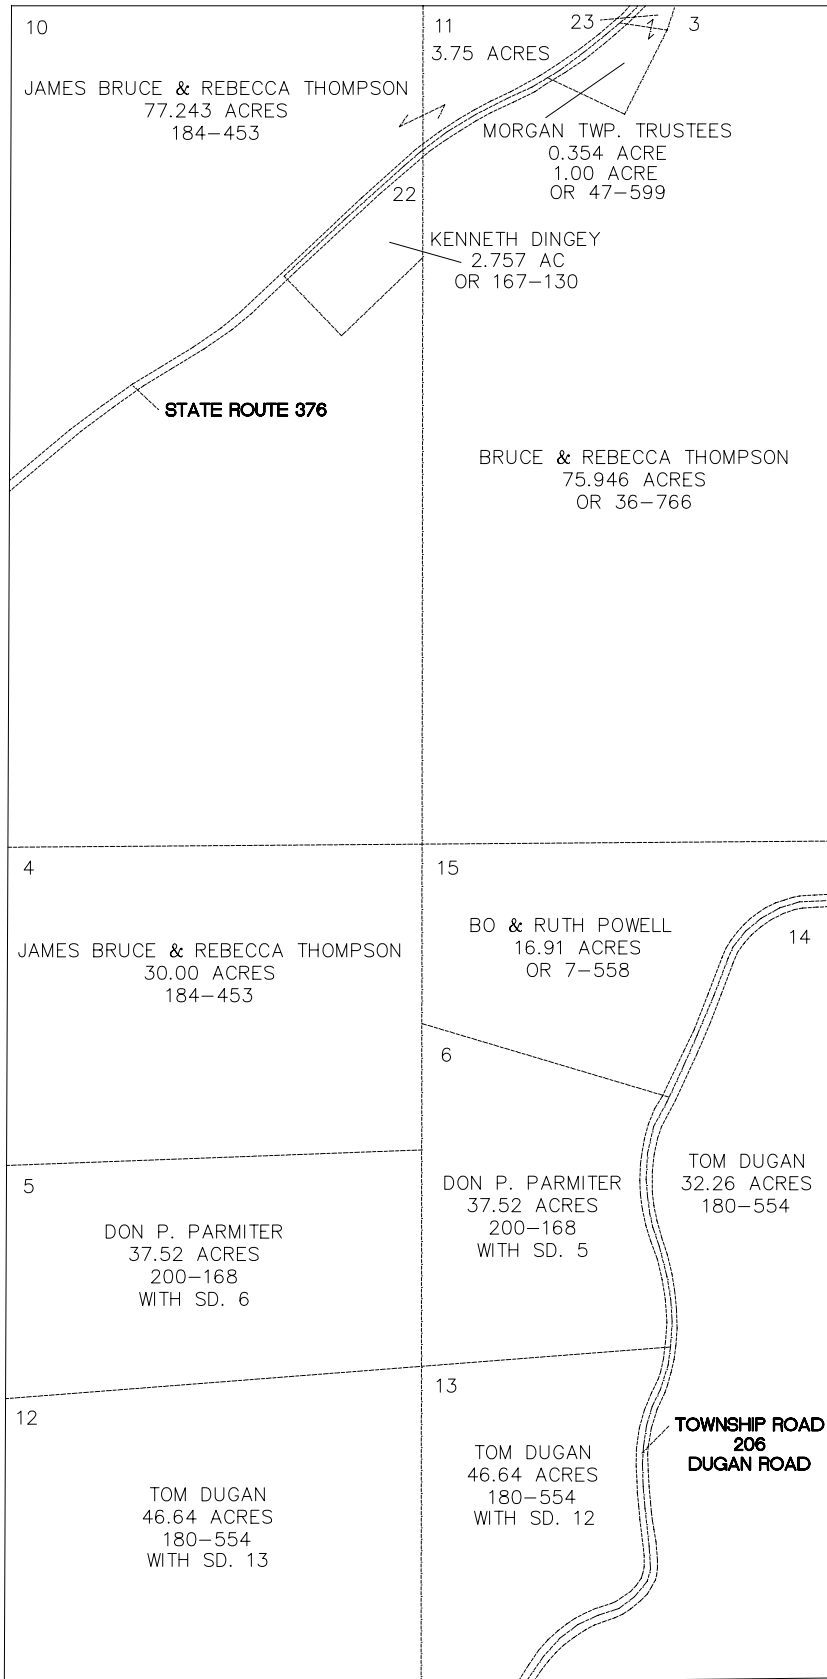 10
JAMES BRUCE & REBECCA THOMPSON
77.243 ACRES
184-453
11
3.75 ACRES
23
3
MORGAN TWP. TRUSTEES
0.354 ACRE
1.00 ACRE
OR 47-599
22
KENNETH DINGEY
2.757 AC
OR 167-130
STATE ROUTE 376
BRUCE & REBECCA THOMPSON
75.946 ACRES
OR 36-766
4
JAMES BRUCE & REBECCA THOMPSON
30.00 ACRES
184-453
15
BO & RUTH POWELL
16.91 ACRES
OR 7-558
14
6
DON P. PARMITER
37.52 ACRES
200-168
WITH SD. 5
TOM DUGAN
32.26 ACRES
180-554
5
DON P. PARMITER
37.52 ACRES
200-168
WITH SD. 6
12
TOM DUGAN
46.64 ACRES
180-554
WITH SD. 13
13
TOM DUGAN
46.64 ACRES
180-554
WITH SD. 12
TOWNSHIP ROAD
206
DUGAN ROAD